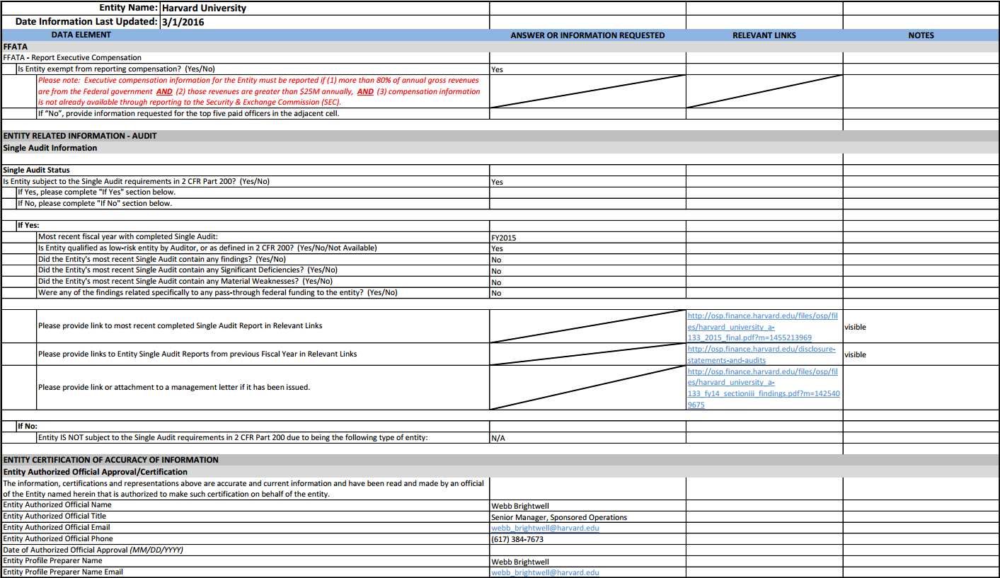 Entity Name: Harvard University
Date Information Last Updated: 3/1/2016
DATA ELEMENT ANSWER OR INFORMATION REQUESTED RELEVANT LINKS NOTES
FFATA
FFATA - Report Executive Compensation
Is Entity exempt from reporting compensation? (Yes/No) Yes
Please note: Executive compensation information for the Entity must be reported if (1) more than 80% of annual gross revenues
are from the Federal government AND (2) those revenues are greater than $25M annually, AND (3) compensation information
is not already available through reporting to the Security & Exchange Commission (SEC).
If “No”, provide information requested for the top five paid officers in the adjacent cell.
ENTITY RELATED INFORMATION - AUDIT
Single Audit Information
Single Audit Status
Is Entity subject to the Single Audit requirements in 2 CFR Part 200? (Yes/No) Yes
If Yes, please complete "If Yes" section below.
If No, please complete "If No" section below.
If Yes:
Most recent fiscal year with completed Single Audit: FY2015
Is Entity qualified as low-risk entity by Auditor, or as defined in 2 CFR 200? (Yes/No/Not Available) Yes
Did the Entity's most recent Single Audit contain any findings? (Yes/No) No
Did the Entity's most recent Single Audit contain any Significant Deficiencies? (Yes/No) No
Did the Entity's most recent Single Audit contain any Material Weaknesses? (Yes/No) No
Were any of the findings related specifically to any pass-through federal funding to the entity? (Yes/No) No
Please provide link to most recent completed Single Audit Report in Relevant Links
http://osp.finance.harvard.edu/files/osp/fil
es/harvard_university_a-
133_2015_final.pdf?m=1455213969
visible
Please provide links to Entity Single Audit Reports from previous Fiscal Year in Relevant Links
http://osp.finance.harvard.edu/disclosure-
statements-and-audits
visible
Please provide link or attachment to a management letter if it has been issued.
http://osp.finance.harvard.edu/files/osp/fil
es/harvard_university_a-
133_fy14_sectioniii_findings.pdf?m=142540
9675
If No:
Entity IS NOT subject to the Single Audit requirements in 2 CFR Part 200 due to being the following type of entity: N/A
ENTITY CERTIFICATION OF ACCURACY OF INFORMATION
Entity Authorized Official Approval/Certification
The information, certifications and representations above are accurate and current information and have been read and made by an official
of the Entity named herein that is authorized to make such certification on behalf of the entity.
Entity Authorized Official Name Webb Brightwell
Entity Authorized Official Title Senior Manager, Sponsored Operations
Entity Authorized Official Email webb_brightwell@harvard.edu
Entity Authorized Official Phone (617) 384-7673
Date of Authorized Official Approval (MM/DD/YYYY)
Entity Profile Preparer Name Webb Brightwell
Entity Profile Preparer Name Email webb_brightwell@harvard.edu